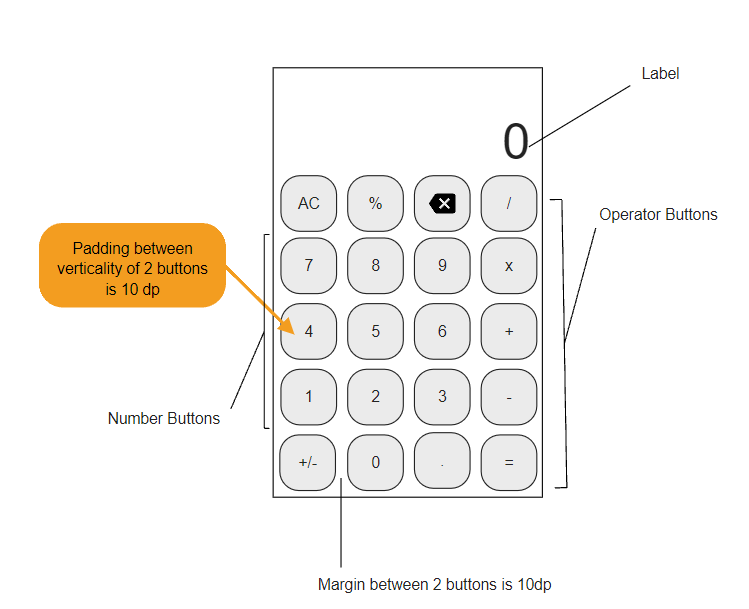 Label
0
AC % /
Operator Buttons
Padding between
verticality of 2 buttons
is 10 dp
7 8 9 x
4 5 6 +
1 2 3 -
Number Buttons
+/- 0 . =
Margin between 2 buttons is 10dp